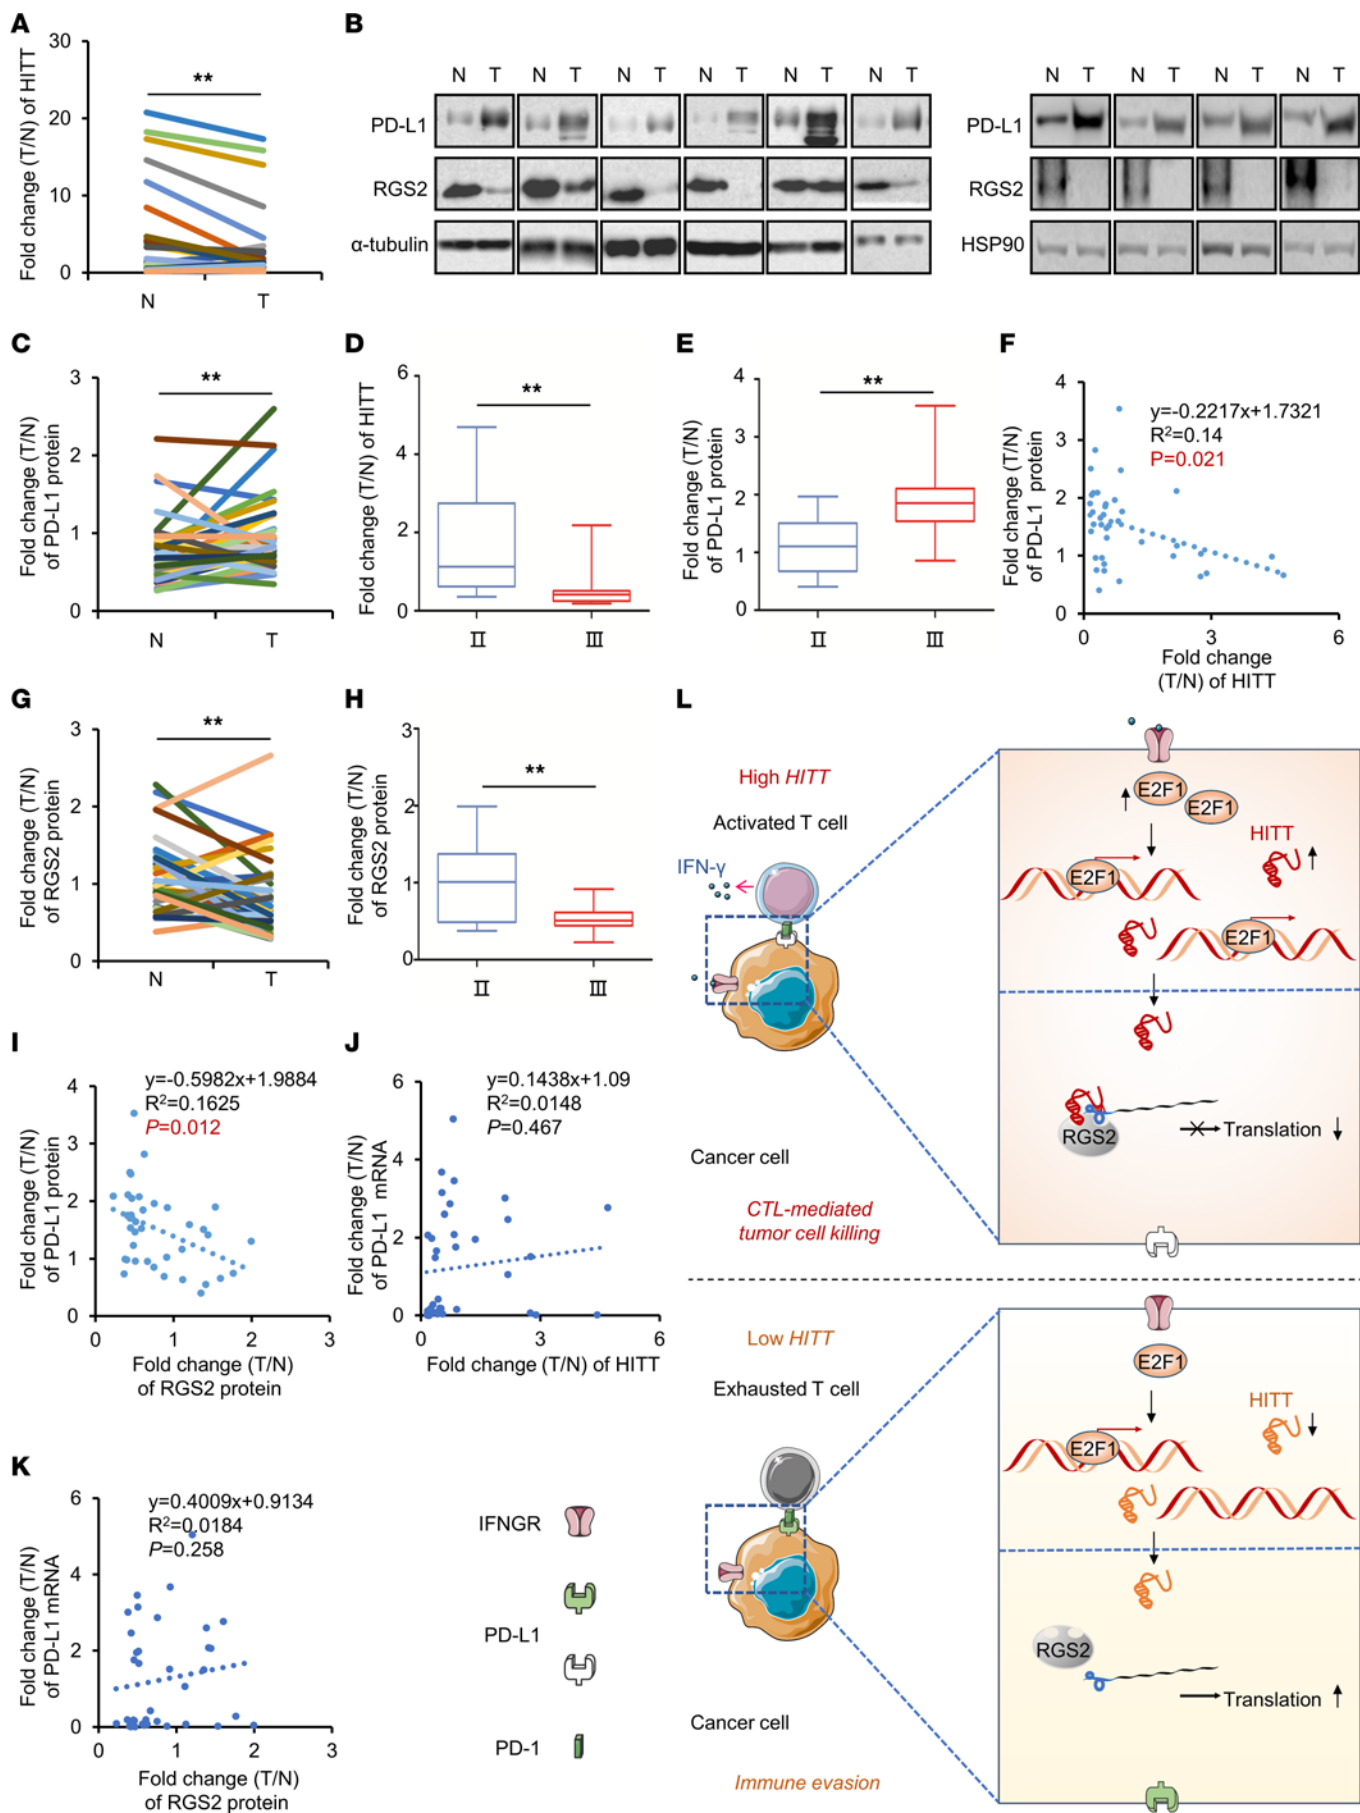 A
Fold change (T/N) of HITT
30
20
10
0
**
N
T
B
N T N T N T N T N T N T
PD-L1
RGS2
α-tubulin
N T N T N T N T
PD-L1
RGS2
HSP90
C
Fold change (T/N)
of PD-L1 protein
3
2
1
0
**
N
T
D
Fold change (T/N) of HITT
6
4
2
0
**
II
III
E
Fold change (T/N)
of PD-L1 protein
4
3
2
1
0
**
II
III
F
Fold change (T/N)
of PD-L1 protein
4
3
2
1
0
y=-0.2217x+1.7321
R²=0.14
P=0.021
0 3 6
Fold change
(T/N) of HITT
G
Fold change (T/N)
of RGS2 protein
3
2
1
0
**
N
T
H
Fold change (T/N)
of RGS2 protein
3
2
1
0
**
II
III
I
Fold change (T/N)
of PD-L1 protein
4
3
2
1
0
y=-0.5982x+1.9884
R²=0.1625
P=0.012
0 1 2 3
Fold change (T/N)
of RGS2 protein
J
Fold change (T/N)
of PD-L1 mRNA
6
4
2
0
y=0.1438x+1.09
R²=0.0148
P=0.467
0 3 6
Fold change (T/N) of HITT
K
Fold change (T/N)
of PD-L1 mRNA
6
4
2
0
y=0.4009x+0.9134
R²=0.0184
P=0.258
0 1 2 3
Fold change (T/N)
of RGS2 protein
IFNGR
PD-L1
PD-1
L
High HITT
Activated T cell
IFN-γ
Cancer cell
CTL-mediated
tumor cell killing
E2F1
E2F1
HITT
E2F1
E2F1
RGS2
Translation
Low HITT
Exhausted T cell
Cancer cell
Immune evasion
E2F1
HITT
E2F1
RGS2
Translation